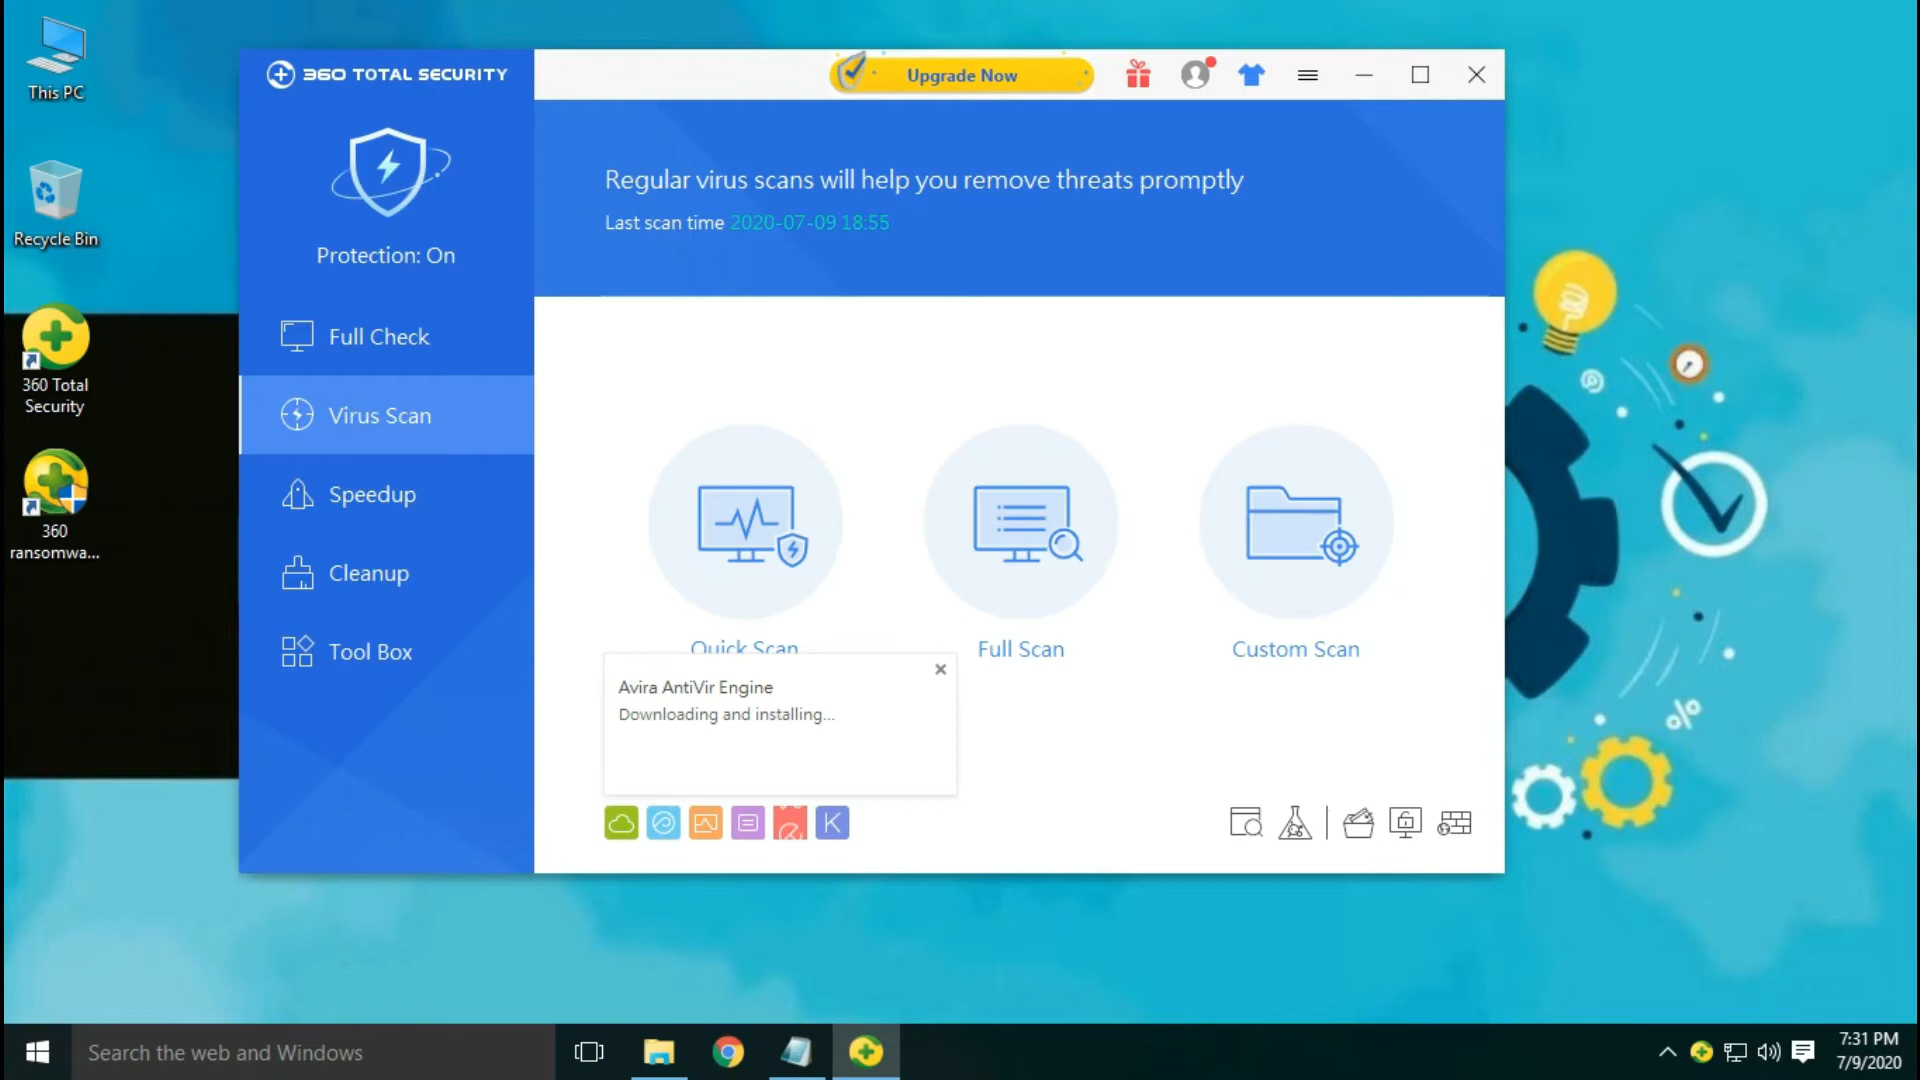 This PC
Recycle Bin
360 Total
Security
360
ransomwa...
360 TOTAL SECURITY
Protection: On
Full Check
Virus Scan
Speedup
Cleanup
Tool Box
Upgrade Now
Regular virus scans will help you remove threats promptly
Last scan time 2020-07-09 18:55
Quick Scan
Full Scan
Custom Scan
Avira AntiVir Engine
Downloading and installing...
K
%
Search the web and Windows
7:31 PM
7/9/2020